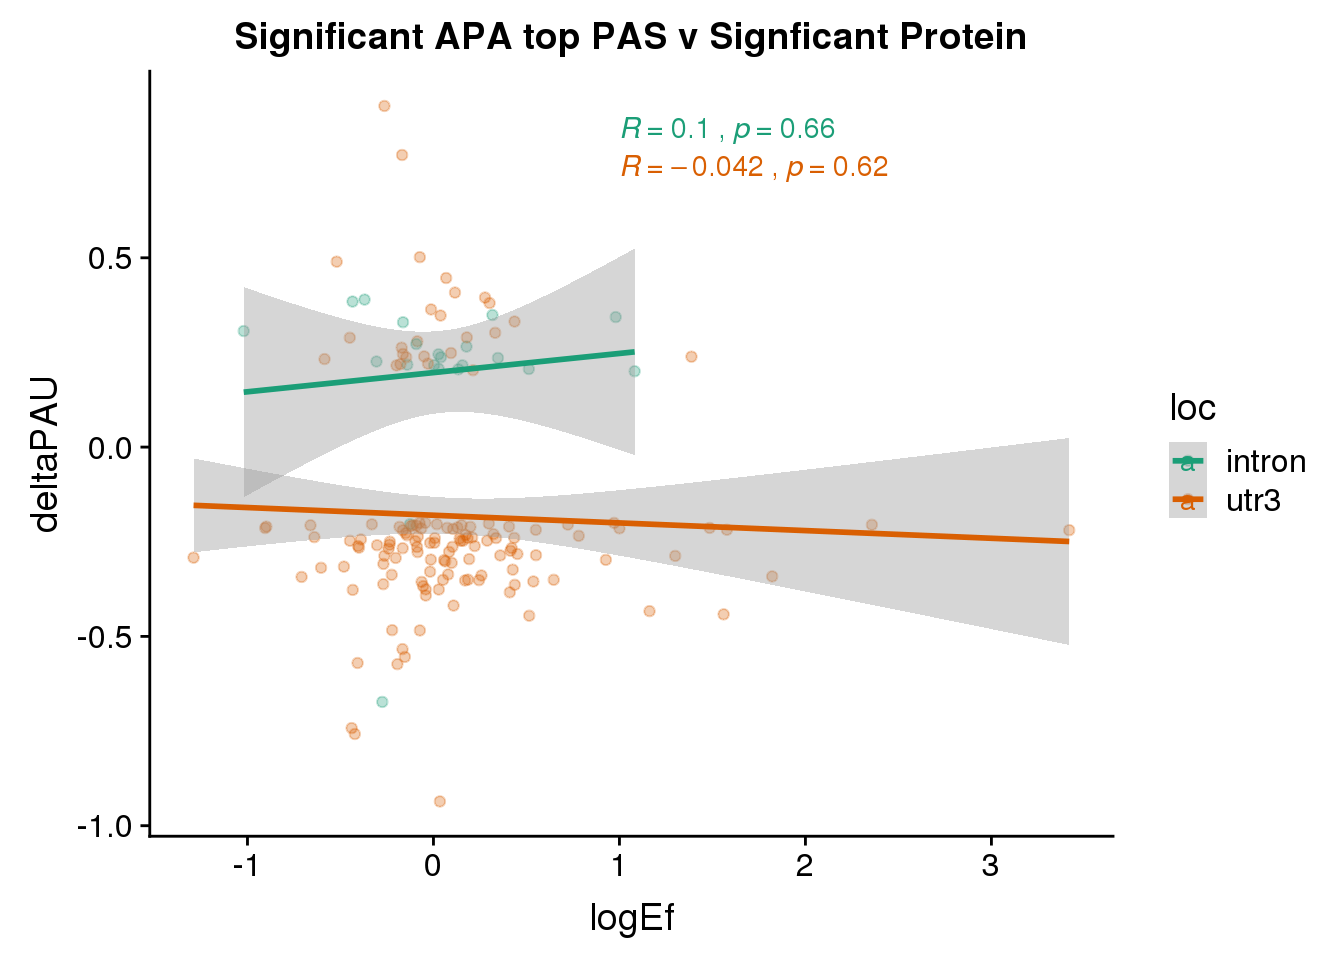 Significant APA top PAS v Signficant Protein
R = 0.1 , p = 0.66
R = −0.042 , p = 0.62
0.5
0.0
-0.5
-1.0
deltaPAU
-1 0 1 2 3
logEf
loc
a intron
a utr3